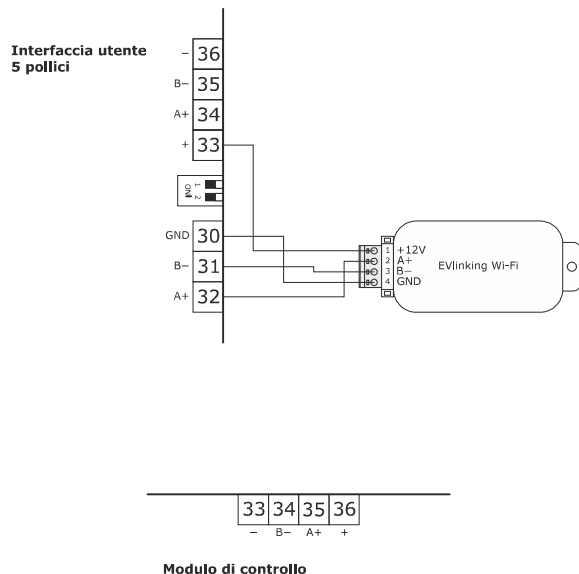 Interfaccia utente
5 pollici
− 36
B− 35
A+ 34
+ 33
1
2
ON
GND 30
B− 31
A+ 32
1 +12V
2 A+
3 B−
4 GND
EVlinking Wi-Fi
33 34 35 36
− B− A+ +
Modulo di controllo